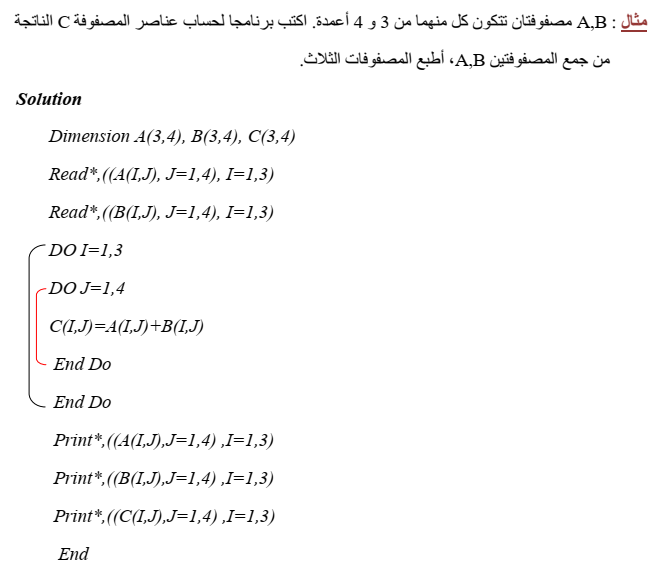 مثال : A,B مصفوفتان تتكون كل منهما من 3 و 4 أعمدة. اكتب برنامجا لحساب عناصر المصفوفة C الناتجة
من جمع المصفوفتين A,B، أطبع المصفوفات الثلاث.
Solution
Dimension A(3,4), B(3,4), C(3,4)
Read*,((A(I,J), J=1,4), I=1,3)
Read*,((B(I,J), J=1,4), I=1,3)
DO I=1,3
DO J=1,4
C(I,J)=A(I,J)+B(I,J)
End Do
End Do
Print*,((A(I,J),J=1,4) ,I=1,3)
Print*,((B(I,J),J=1,4) ,I=1,3)
Print*,((C(I,J),J=1,4) ,I=1,3)
End